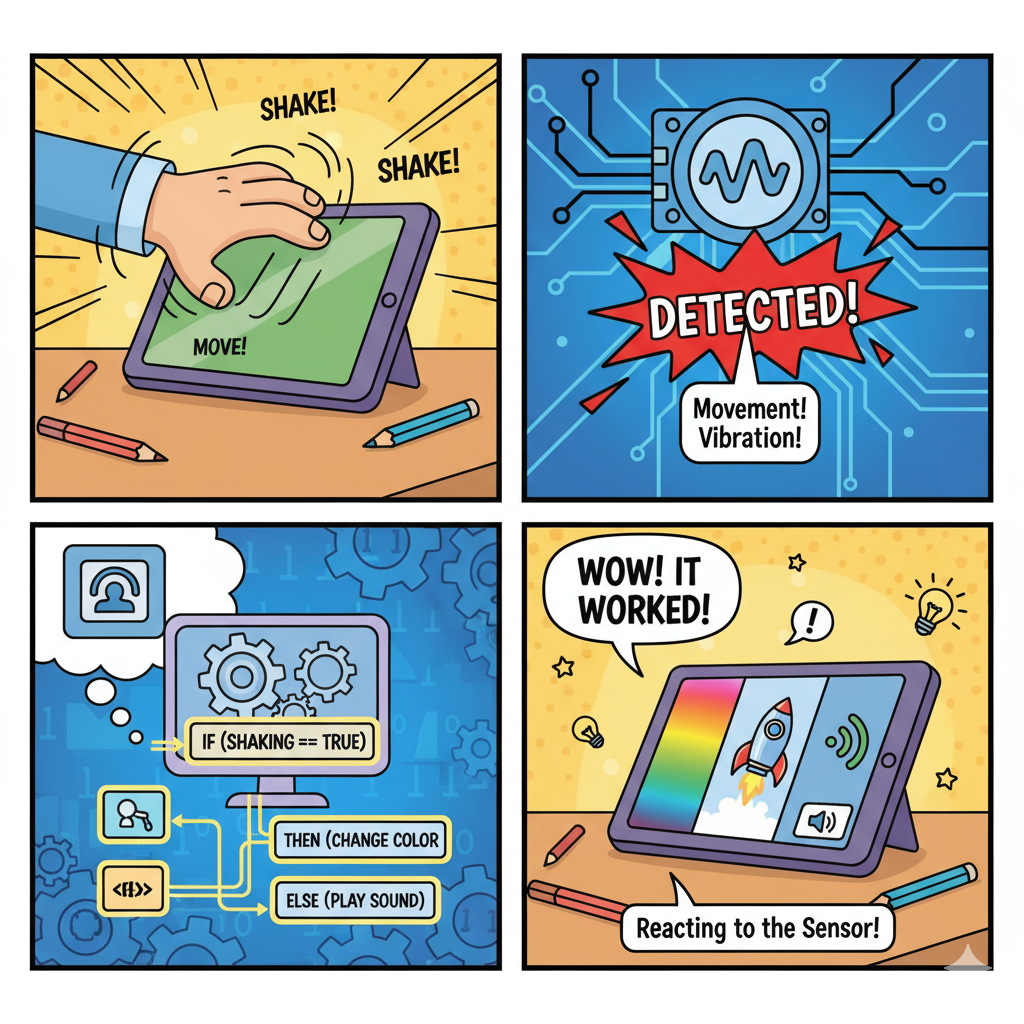 SHAKE!
SHAKE!
MOVE!
DETECTED!
Movement!
Vibration!
IF (SHAKING == TRUE)
THEN (CHANGE COLOR
ELSE (PLAY SOUND)
WOW! IT
WORKED!
!
Reacting to the Sensor!